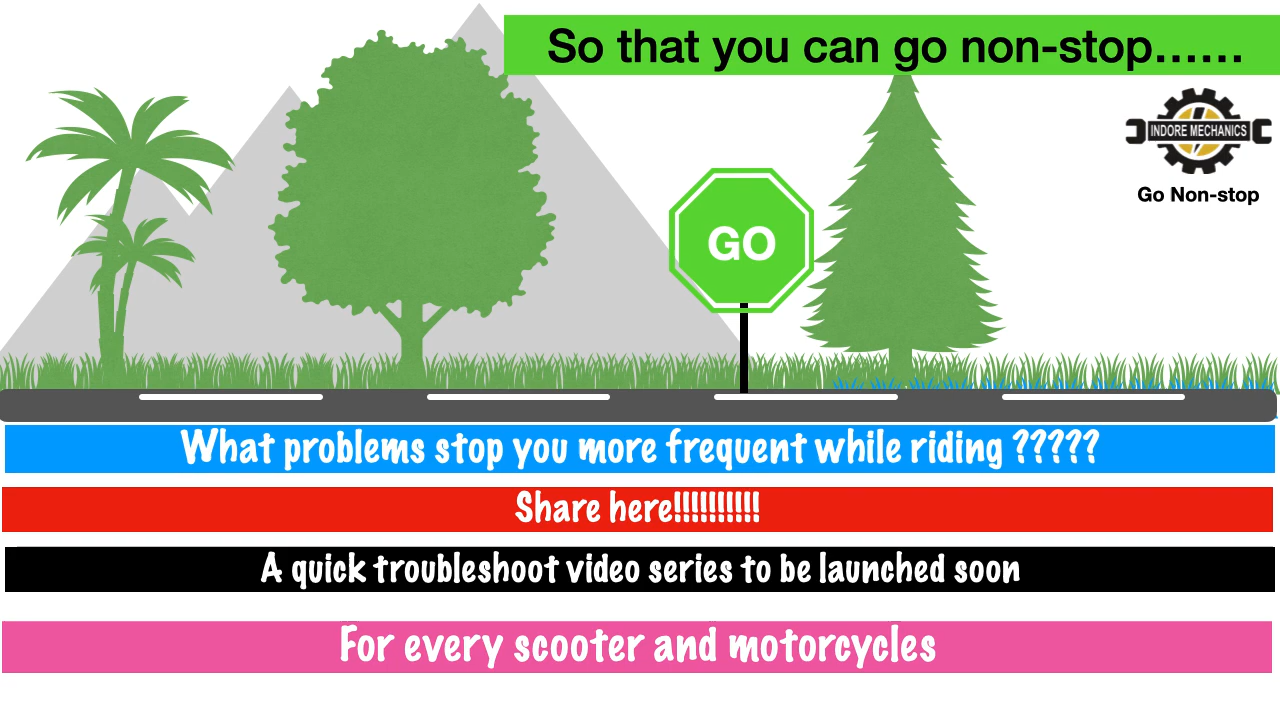 So that you can go non-stop......
INDORE MECHANICS
Go Non-stop
GO
What problems stop you more frequent while riding ?????
Share here!!!!!!!!!!
A quick troubleshoot video series to be launched soon
For every scooter and motorcycles